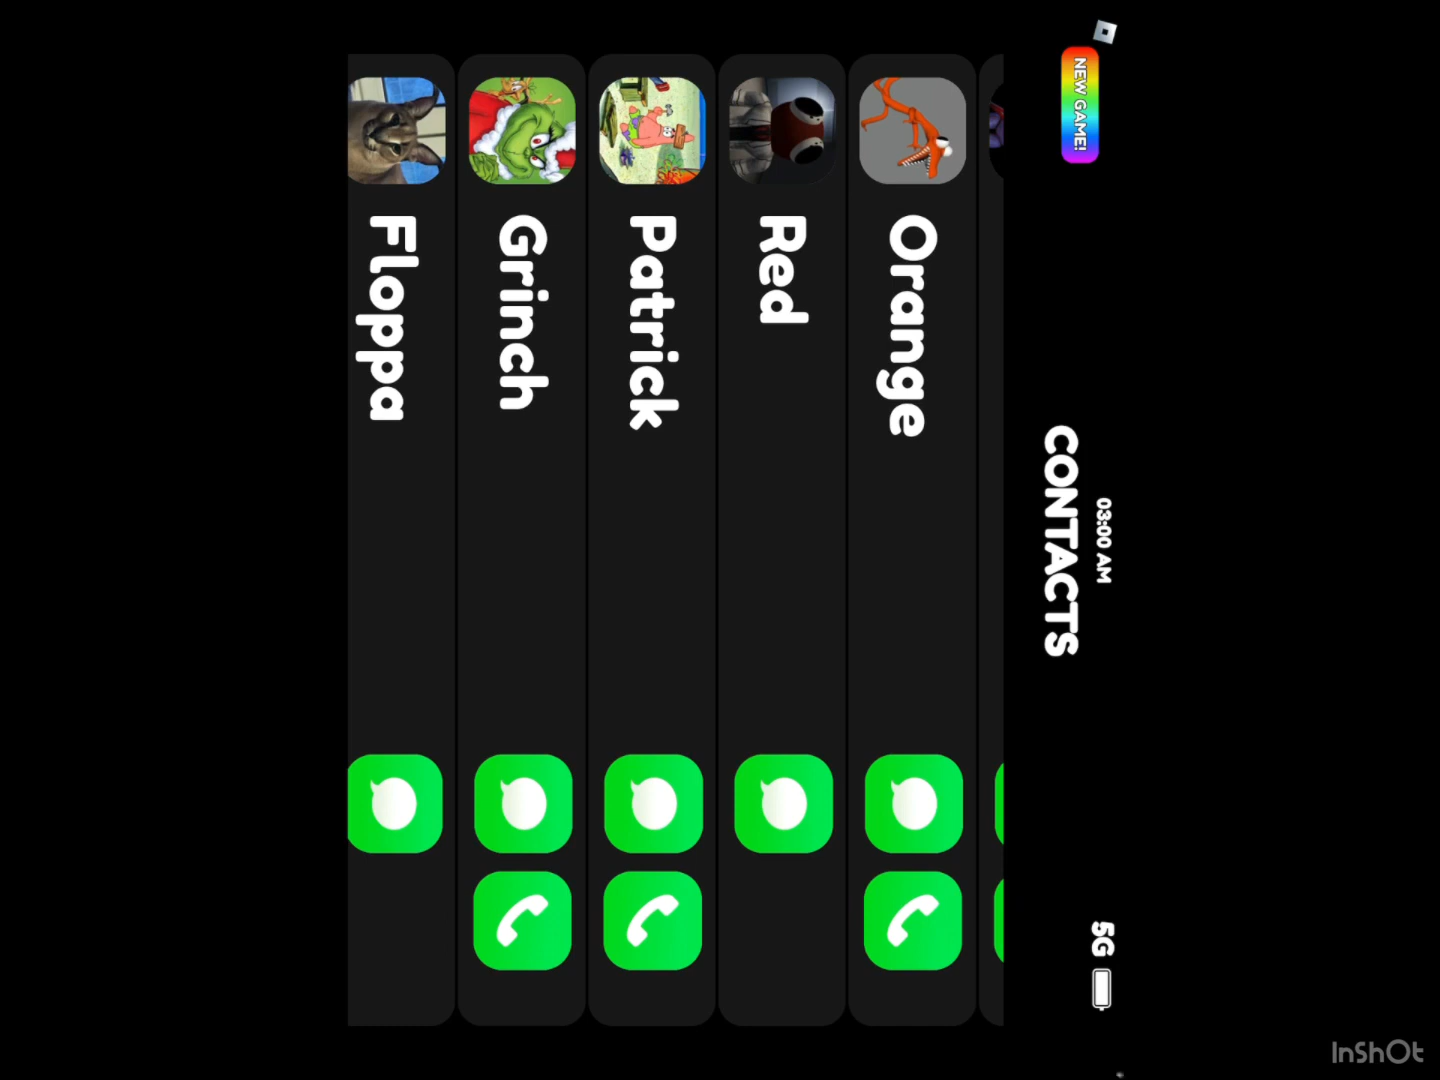 NEW GAME!
03:00 AM
5G
CONTACTS
Orange
Red
Patrick
Grinch
Floppa
InShOt